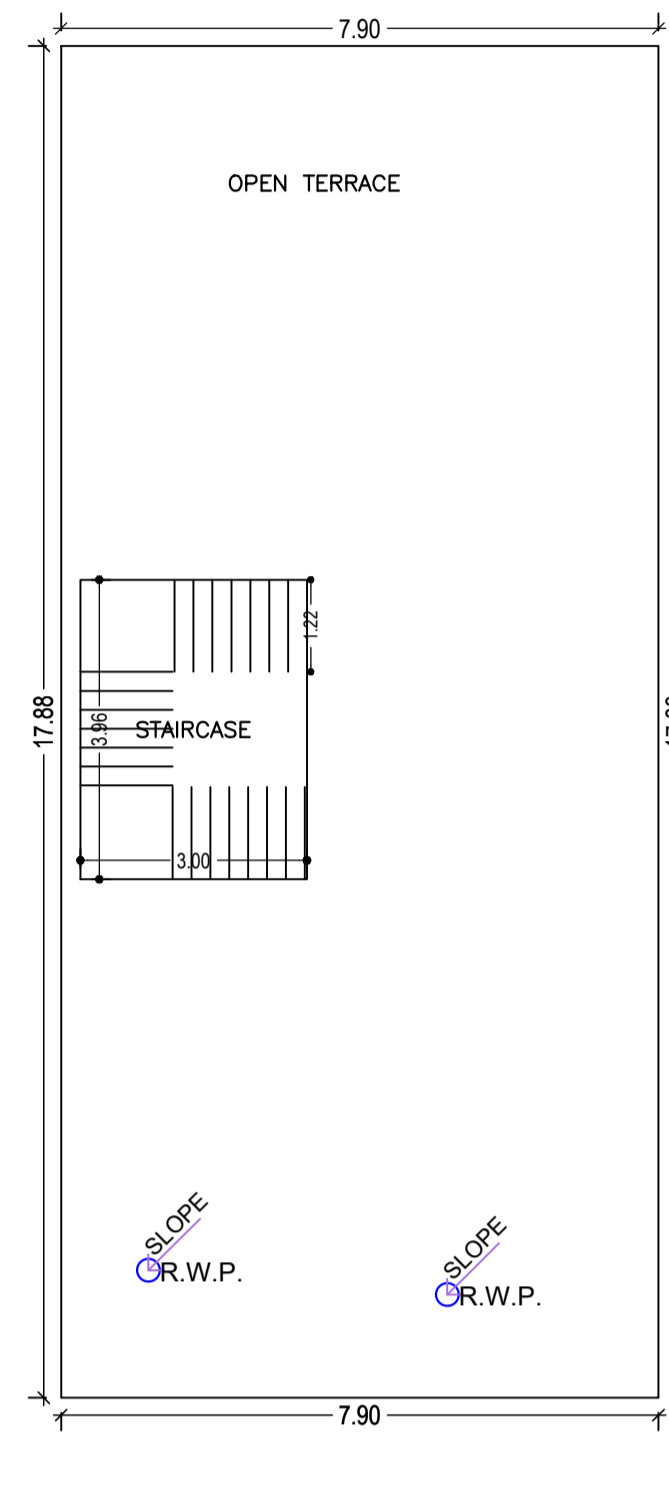 7.90
OPEN TERRACE
1.22
17.88
3.96
STAIRCASE
3.00
SLOPE
R.W.P.
SLOPE
R.W.P.
7.90